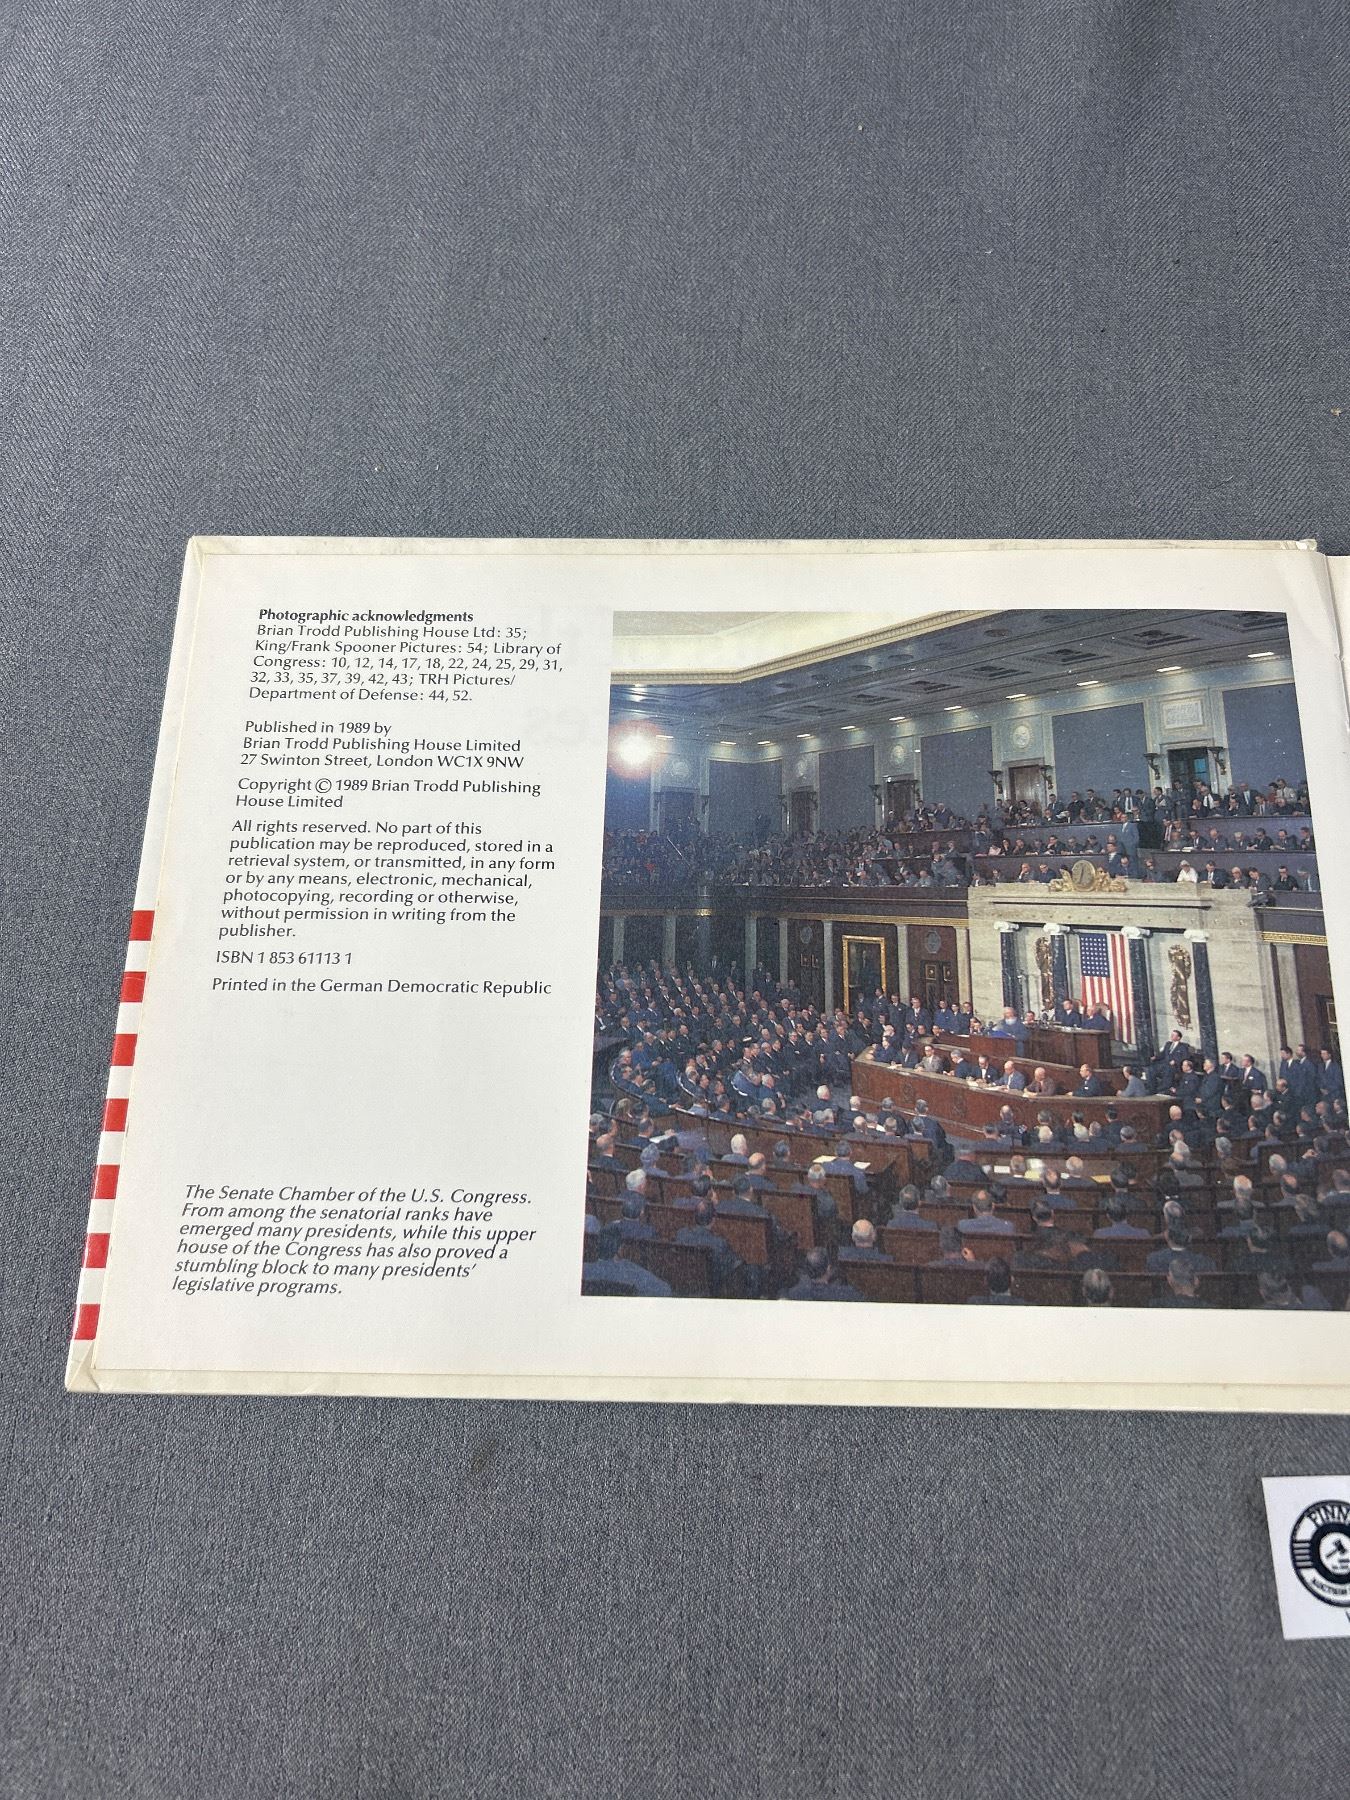 Photographic acknowledgments
Brian Trodd Publishing House Ltd: 35;
King/Frank Spooner Pictures: 54; Library of
Congress: 10, 12, 14, 17, 18, 22, 24, 25, 29, 31,
32, 33, 35, 37, 39, 42, 43; TRH Pictures/
Department of Defense: 44, 52.
Published in 1989 by
Brian Trodd Publishing House Limited
27 Swinton Street, London WC1X 9NW
Copyright © 1989 Brian Trodd Publishing
House Limited
All rights reserved. No part of this
publication may be reproduced, stored in a
retrieval system, or transmitted, in any form
or by any means, electronic, mechanical,
photocopying, recording or otherwise,
without permission in writing from the
publisher.
ISBN 1 853 61113 1
Printed in the German Democratic Republic
The Senate Chamber of the U.S. Congress.
From among the senatorial ranks have
emerged many presidents, while this upper
house of the Congress has also proved a
stumbling block to many presidents'
legislative programs.
FINN
AUCTION